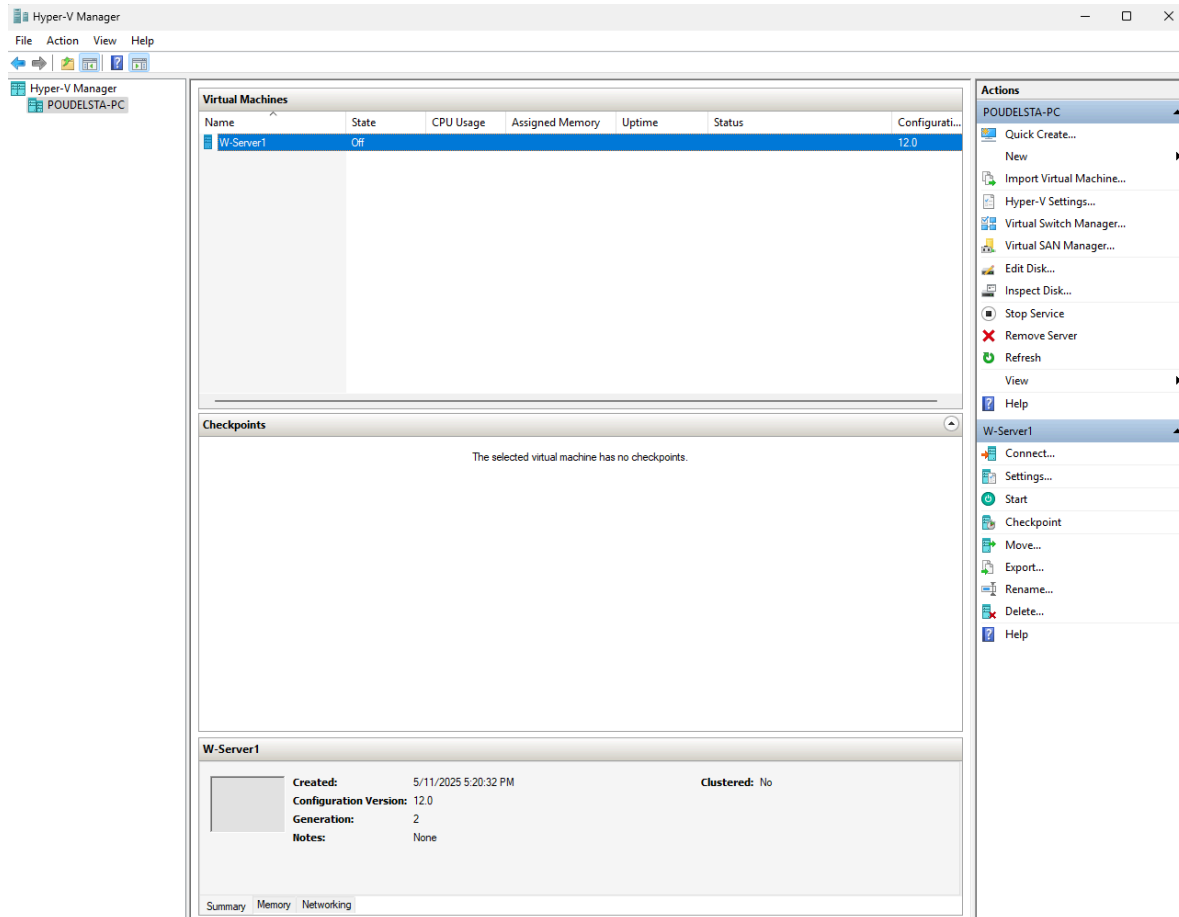 Hyper-V Manager
File Action View Help
Hyper-V Manager
POUDELSTA-PC
Virtual Machines
Name State CPU Usage Assigned Memory Uptime Status Configurati...
W-Server1 Off 12.0
Checkpoints
The selected virtual machine has no checkpoints.
W-Server1
Created: 5/11/2025 5:20:32 PM Clustered: No
Configuration Version: 12.0
Generation: 2
Notes: None
Summary Memory Networking
Actions
POUDELSTA-PC
Quick Create...
New
Import Virtual Machine...
Hyper-V Settings...
Virtual Switch Manager...
Virtual SAN Manager...
Edit Disk...
Inspect Disk...
Stop Service
Remove Server
Refresh
View
Help
W-Server1
Connect...
Settings...
Start
Checkpoint
Move...
Export...
Rename...
Delete...
Help